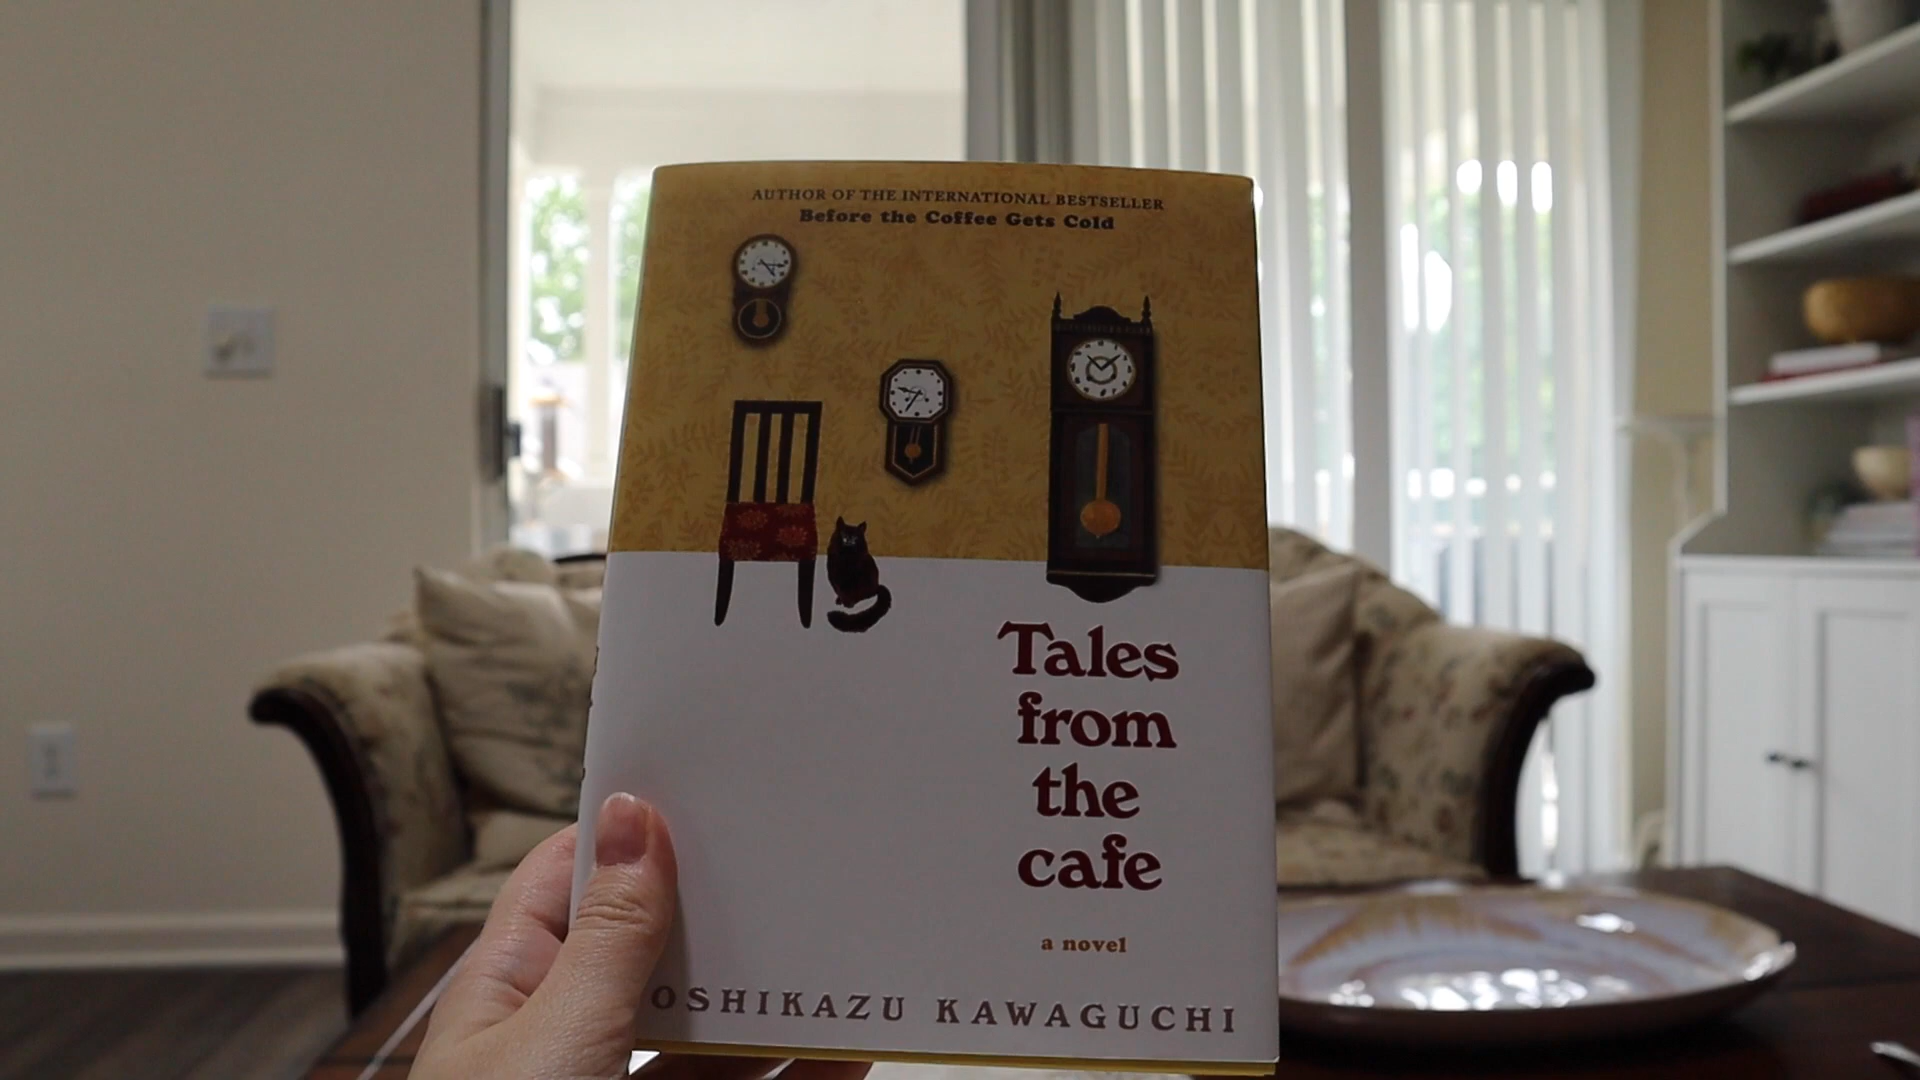 AUTHOR OF THE INTERNATIONAL BESTSELLER
Before the Coffee Gets Cold
Tales
from
the
cafe
a novel
OSHIKAZU KAWAGUCHI